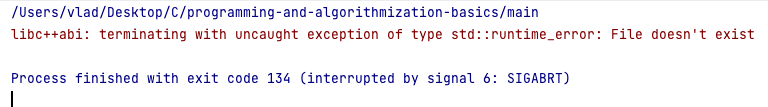 /Users/vlad/Desktop/C/programming-and-algorithmization-basics/main
libc++abi: terminating with uncaught exception of type std::runtime_error: File doesn't exist
Process finished with exit code 134 (interrupted by signal 6: SIGABRT)